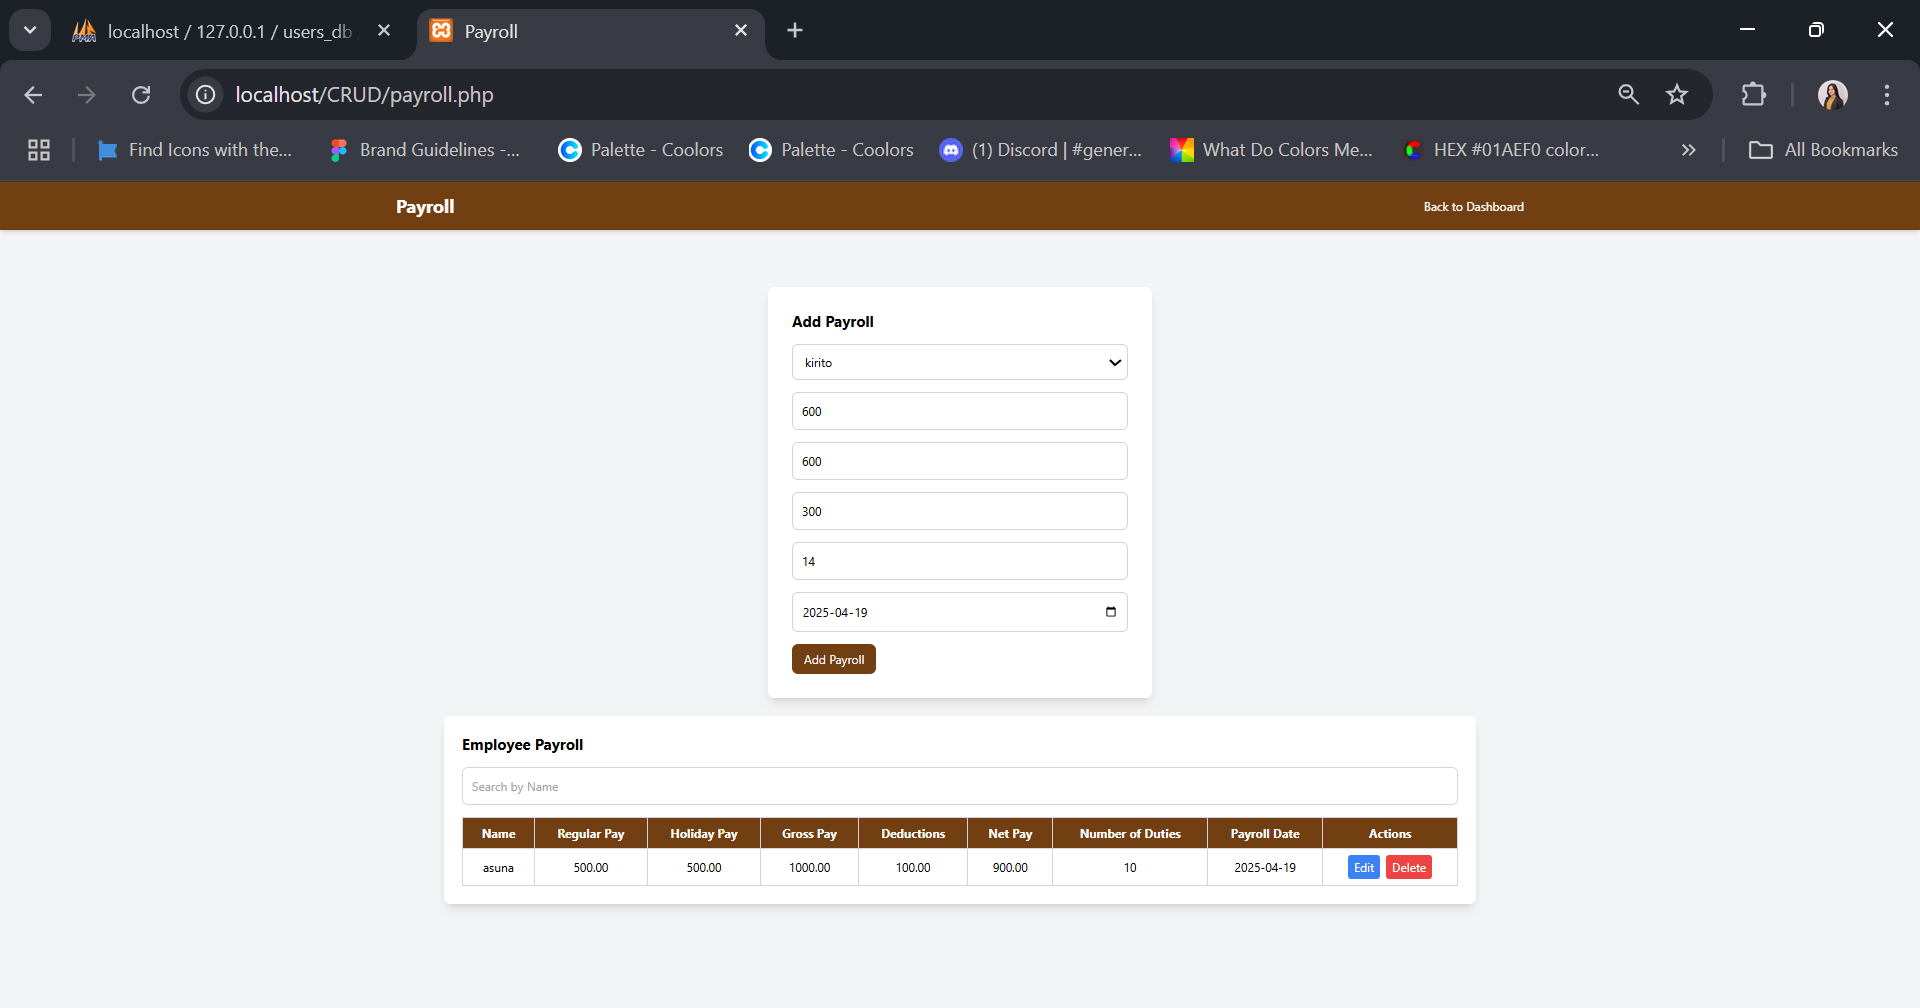 localhost / 127.0.0.1 / users_db
Payroll
localhost/CRUD/payroll.php
Find Icons with the...
Brand Guidelines -...
Palette - Coolors
Palette - Coolors
(1) Discord | #gener...
What Do Colors Me...
HEX #01AEF0 color...
All Bookmarks
Payroll
Back to Dashboard
Add Payroll
kirito
600
600
300
14
2025-04-19
Add Payroll
Employee Payroll
Search by Name
Name Regular Pay Holiday Pay Gross Pay Deductions Net Pay Number of Duties Payroll Date Actions
asuna 500.00 500.00 1000.00 100.00 900.00 10 2025-04-19 Edit Delete